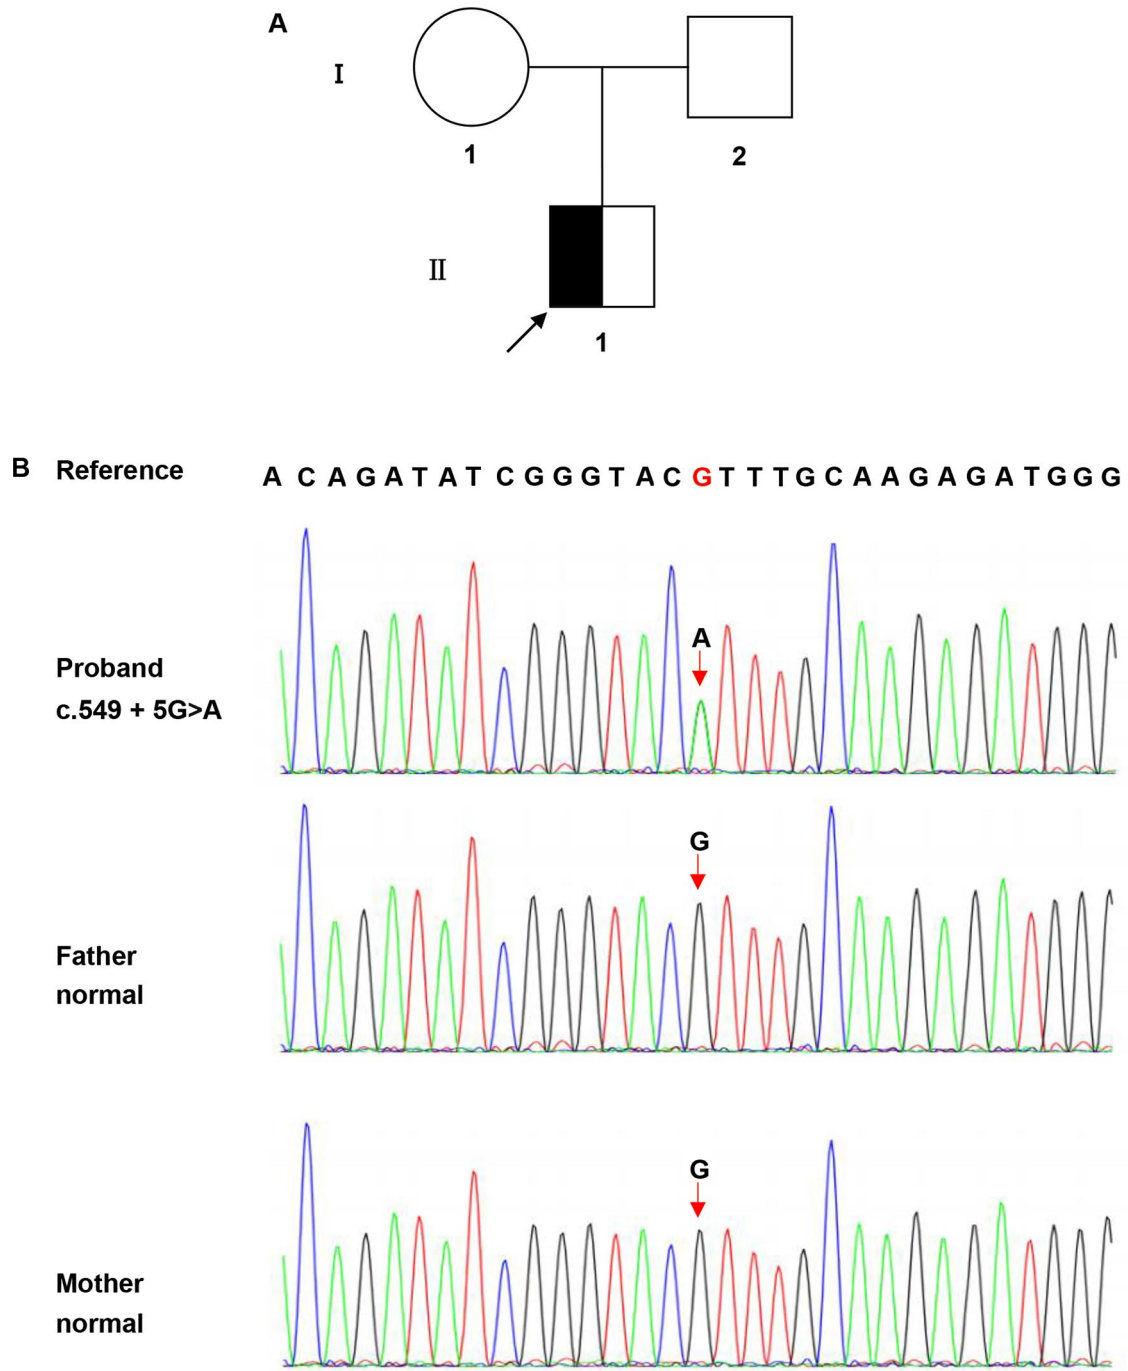 A
I
1
2
II
1
B Reference A C A G A T A T C G G G T A C G T T T G C A A G A G A T G G G
A
Proband
c.549 + 5G>A
G
Father
normal
G
Mother
normal